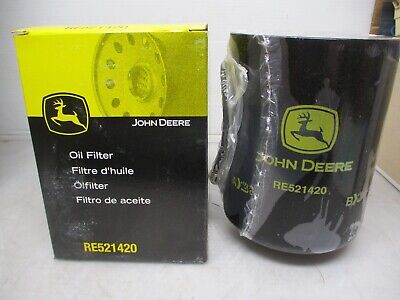 JOHN DEERE
Oil Filter
Filtre d'huile
Ölfilter
Filtro de aceite
RE521420
JOHN DEERE
RE521420